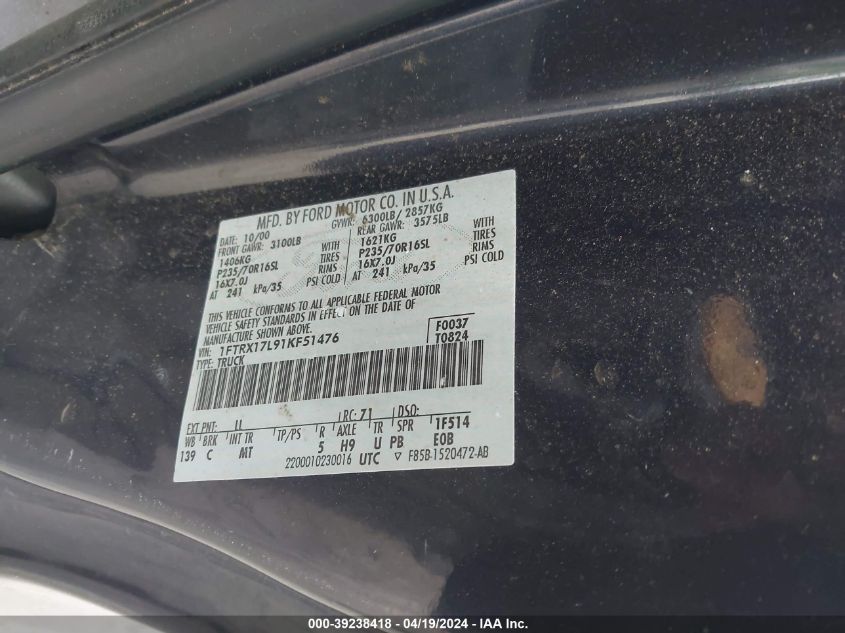 MFD. BY FORD MOTOR CO. IN U.S.A.
DATE: 10/00 GVWR: 6300LB/ 2857KG
FRONT GAWR: 3100LB REAR GAWR: 3575LB
1406KG WITH 1621KG WITH
P235/70R16SL TIRES P235/70R16SL TIRES
16X7.0J RIMS 16X7.0J RIMS
AT 241 kPa/35 PSI COLD AT 241 kPa/35 PSI COLD
THIS VEHICLE CONFORMS TO ALL APPLICABLE FEDERAL MOTOR
VEHICLE SAFETY STANDARDS IN EFFECT ON THE DATE OF
MANUFACTURE SHOWN ABOVE.
VIN: 1FTRX17L91KF51476 F0037
TYPE: TRUCK T0824
EXT PNT: LL RC: 71 DSO:
WB BRK INT TR TP/PS R AXLE TR SPR 1F514
139 C MT 5 H9 U PB E0B
2200010230016 UTC ▽ F85B-1520472-AB
000-39238418 - 04/19/2024 - IAA Inc.